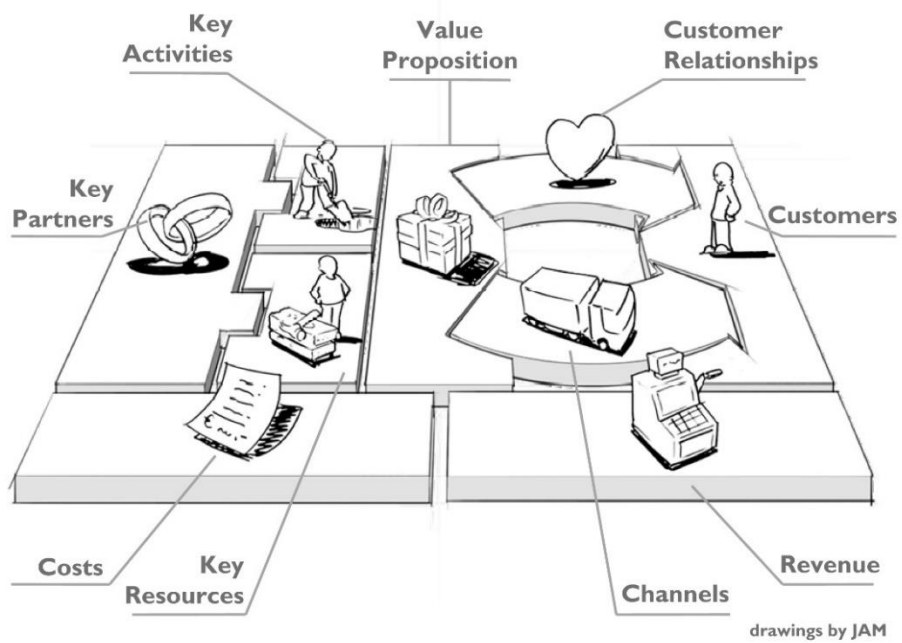 Key
Activities
Value
Proposition
Customer
Relationships
Key
Partners
Customers
Costs
Key
Resources
Channels
Revenue
drawings by JAM